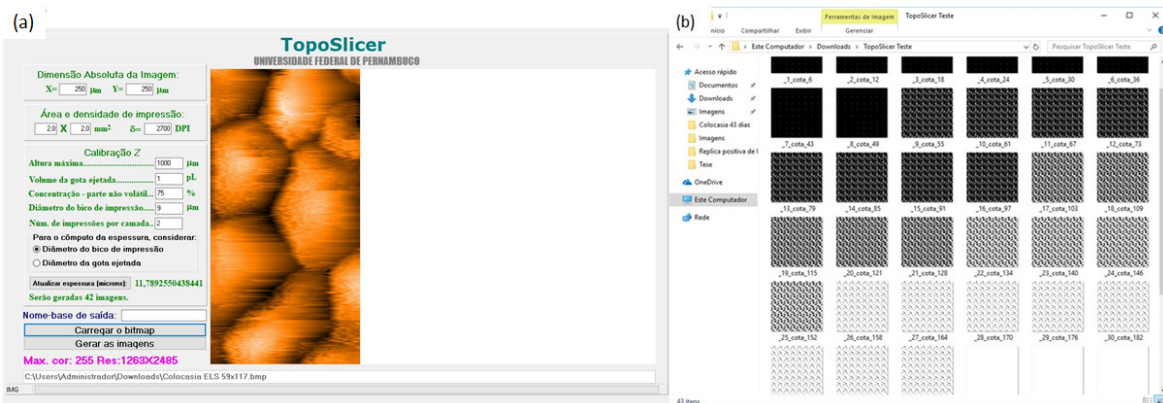 (a)
TopoSlicer
UNIVERSIDADE FEDERAL DE PERNAMBUCO
Dimensão Absoluta da Imagem:
X= 250 µm Y= 250 µm
Área e densidade de impressão:
2,0 X 2,0 mm² δ= 2700 DPI
Calibração Z
Altura máxima 1000 µm
Volume da gota ejetada 1 pL
Concentração - parte não volátil 75 %
Diâmetro do bico de impressão 9 µm
Núm. de impressões por camada 2
Para o cômputo da espessura, considerar:
Diâmetro do bico de impressão
Diâmetro da gota ejetada
Atualizar espessura (microns): 11,7892550438441
Serão geradas 42 imagens.
Nome-base de saída:
Carregar o bitmap
Gerar as imagens
Max. cor: 255 Res:1263X2485
C:\Users\Administrador\Downloads\Colocasia ELS 59x117.bmp
IMG
(b)
Ferramentas de Imagem TopoSlicer Teste
nício Compartilhar Exibir Gerenciar
Este Computador > Downloads > TopoSlicer Teste
Pesquisar TopoSlicer Teste
Acesso rápido
Documentos
Downloads
Imagens
Colocasia 43 dias
Imagens
Replica positiva de l
Tese
OneDrive
Este Computador
Rede
_1_cota_6 _2_cota_12 _3_cota_18 _4_cota_24 _5_cota_30 _6_cota_36
_7_cota_43 _8_cota_49 _9_cota_55 _10_cota_61 _11_cota_67 _12_cota_73
_13_cota_79 _14_cota_85 _15_cota_91 _16_cota_97 _17_cota_103 _18_cota_109
_19_cota_115 _20_cota_121 _21_cota_128 _22_cota_134 _23_cota_140 _24_cota_146
_25_cota_152 _26_cota_158 _27_cota_164 _28_cota_170 _29_cota_176 _30_cota_182
43 itens